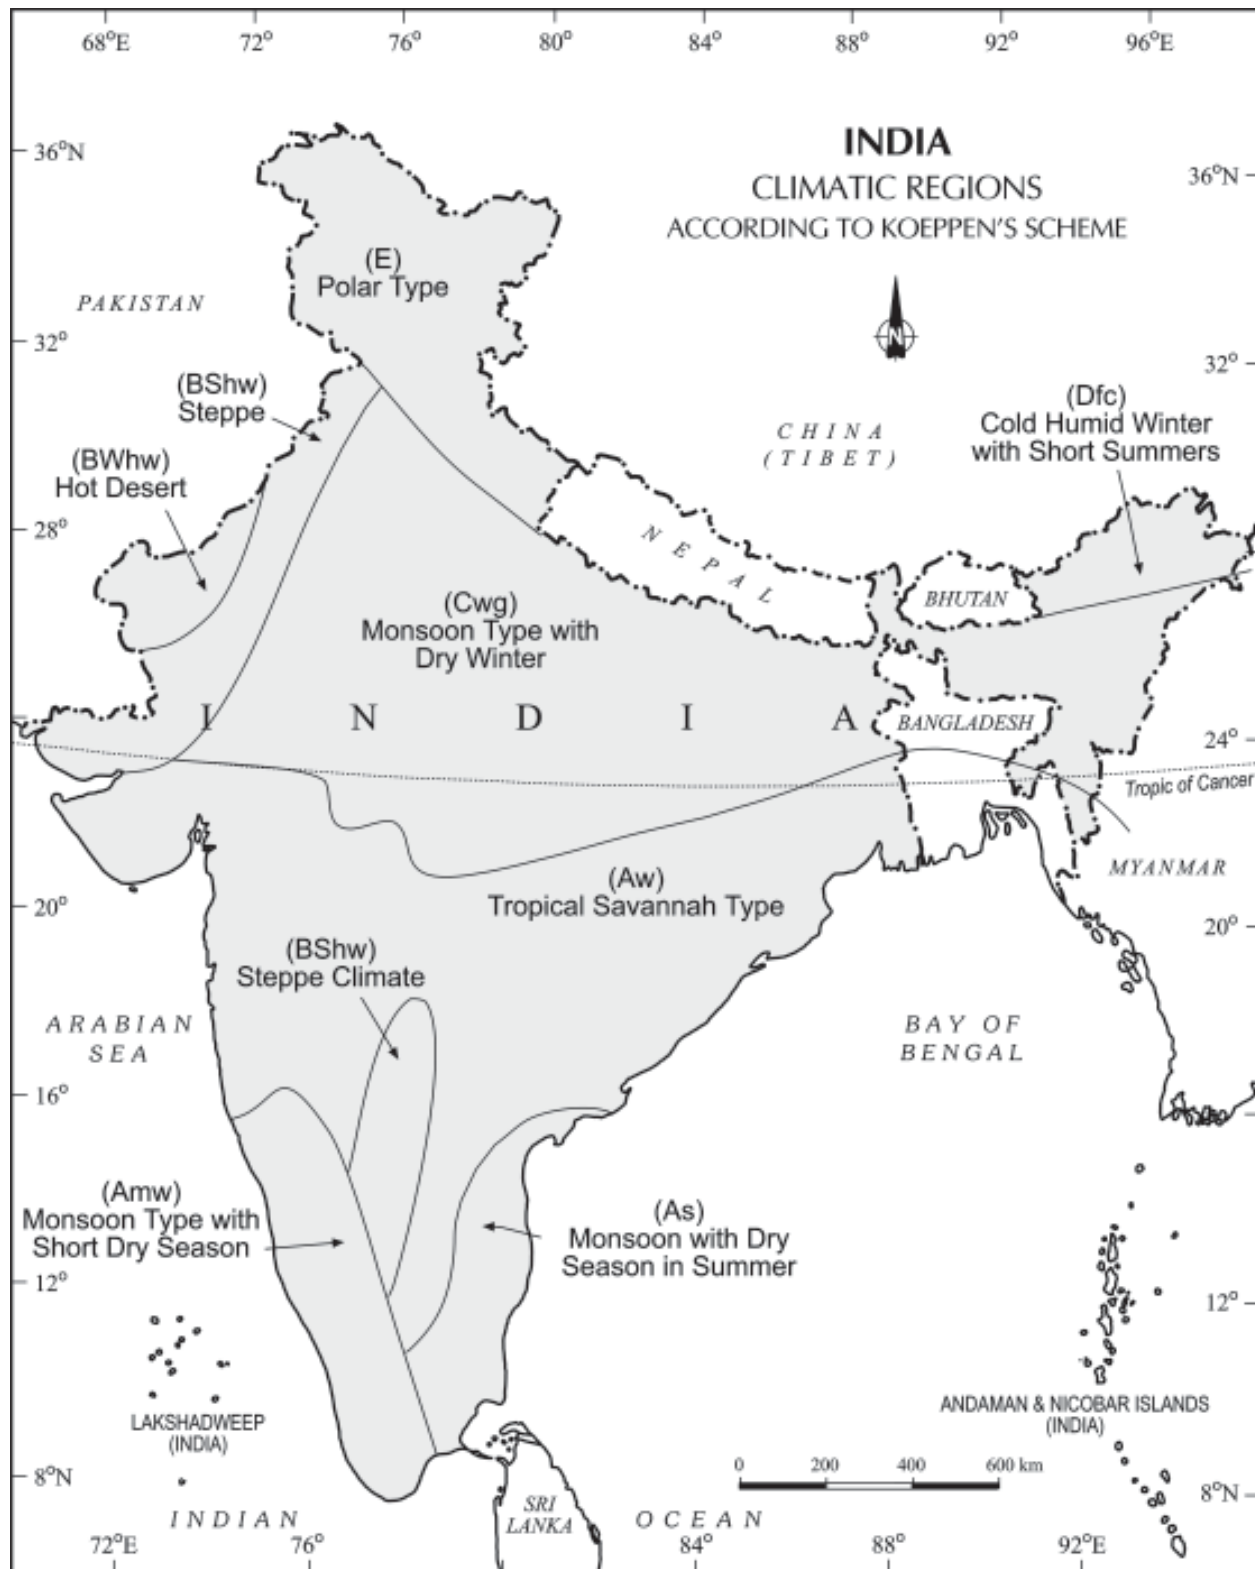 68°E 72° 76° 80° 84° 88° 92° 96°E
INDIA
CLIMATIC REGIONS
ACCORDING TO KOEPPEN'S SCHEME
36°N
36°N
(E)
Polar Type
PAKISTAN
N
32°
32°
(BShw)
Steppe
(Dfc)
Cold Humid Winter
with Short Summers
CHINA
(TIBET)
(BWhw)
Hot Desert
28°
NEPAL
BHUTAN
(Cwg)
Monsoon Type with
Dry Winter
INDIA
BANGLADESH
24°
Tropic of Cancer
MYANMAR
(Aw)
Tropical Savannah Type
20°
20°
(BShw)
Steppe Climate
ARABIAN
SEA
BAY OF
BENGAL
16°
(Amw)
Monsoon Type with
Short Dry Season
(As)
Monsoon with Dry
Season in Summer
12°
12°
LAKSHADWEEP
(INDIA)
ANDAMAN & NICOBAR ISLANDS
(INDIA)
0 200 400 600 km
8°N
8°N
SRI
LANKA
INDIAN OCEAN
72°E 76° 84° 88° 92°E